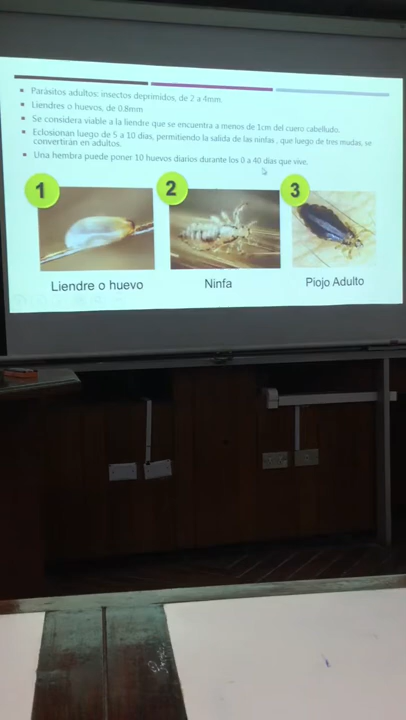 Parásitos adultos: insectos deprimidos, de 2 a 4mm.
Liendres o huevos, de 0.8mm
Se considera viable a la liendre que se encuentra a menos de 1cm del cuero cabelludo.
Eclosionan luego de 5 a 10 días, permitiendo la salida de las ninfas , que luego de tres mudas, se
convertirán en adultos.
Una hembra puede poner 10 huevos diarios durante los 0 a 40 días que vive.
1 2 3
Liendre o huevo Ninfa Piojo Adulto